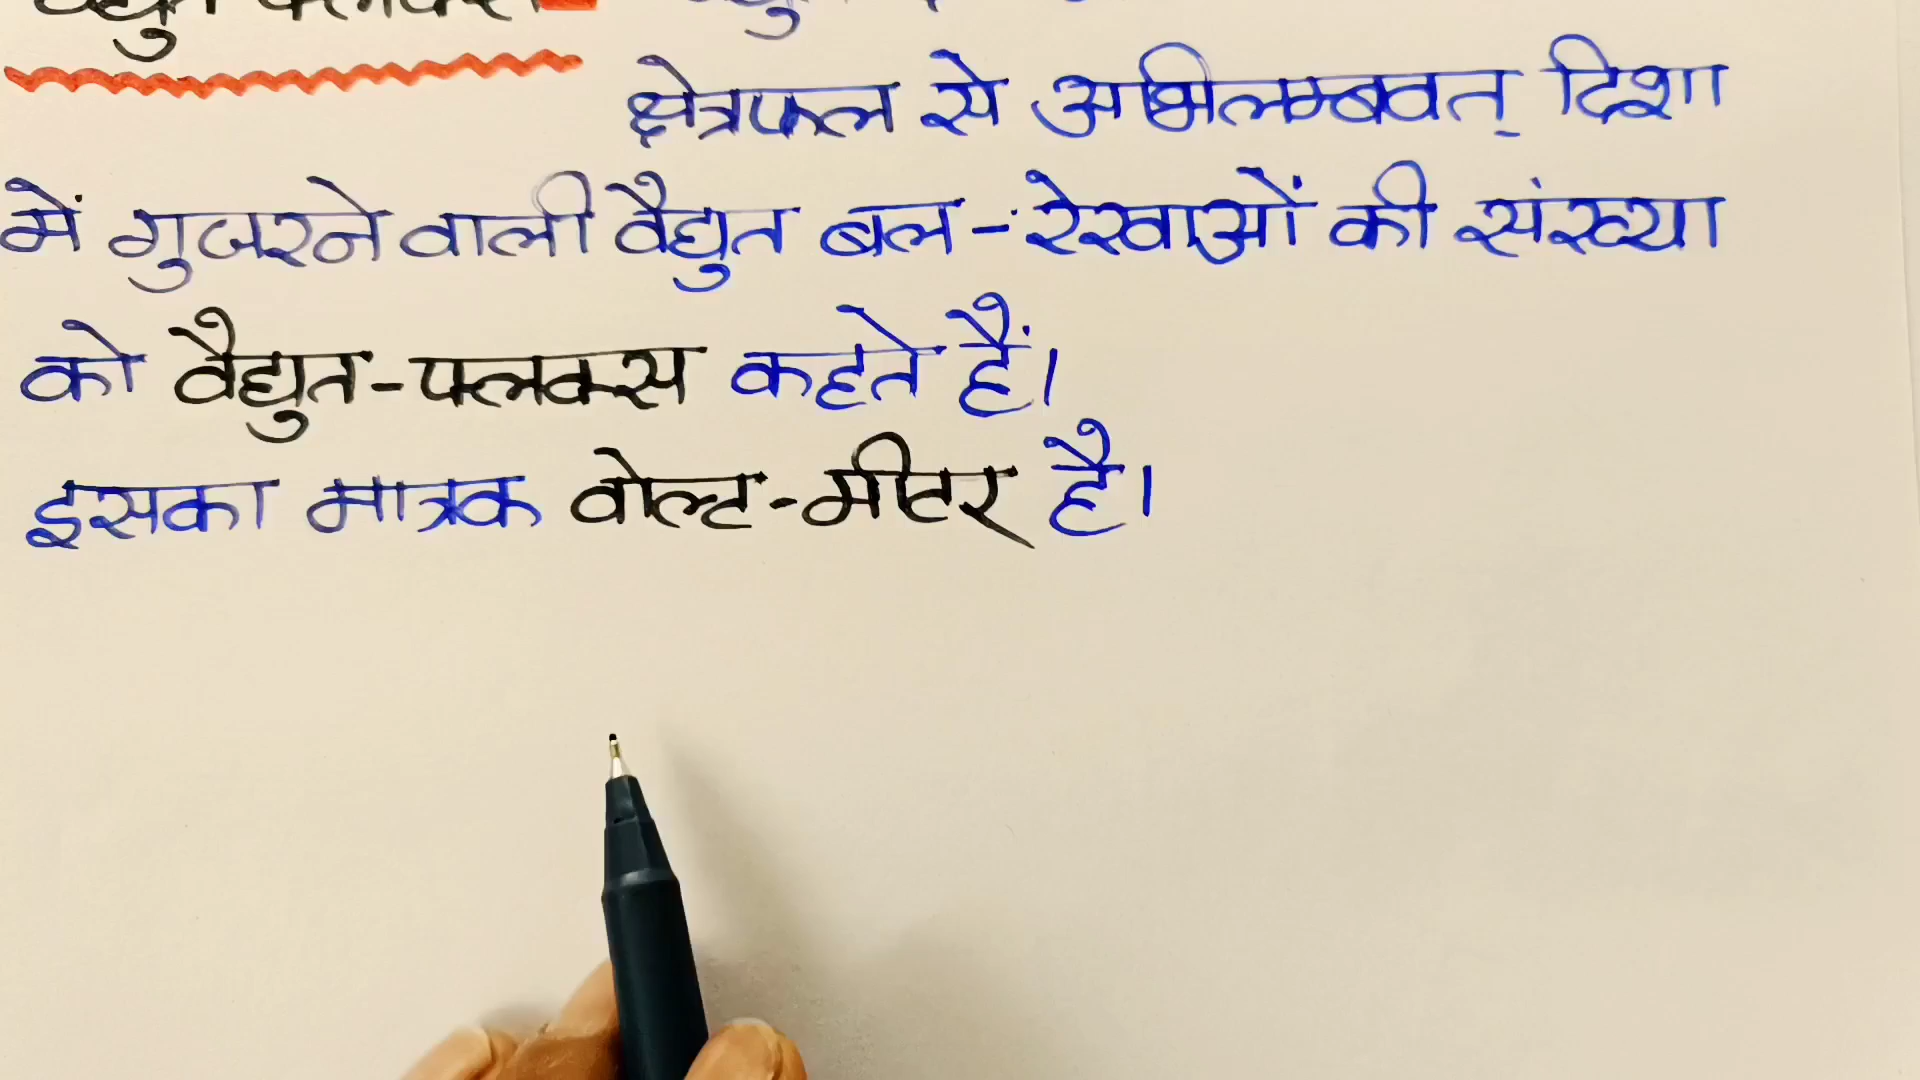 क्षेत्रफल से अभिलम्बवत् दिशा
में गुजरने वाली वैद्युत बल-रेखाओं की संख्या
को वैद्युत-फ्लक्स कहते हैं।
इसका मात्रक वोल्ट-मीटर है।